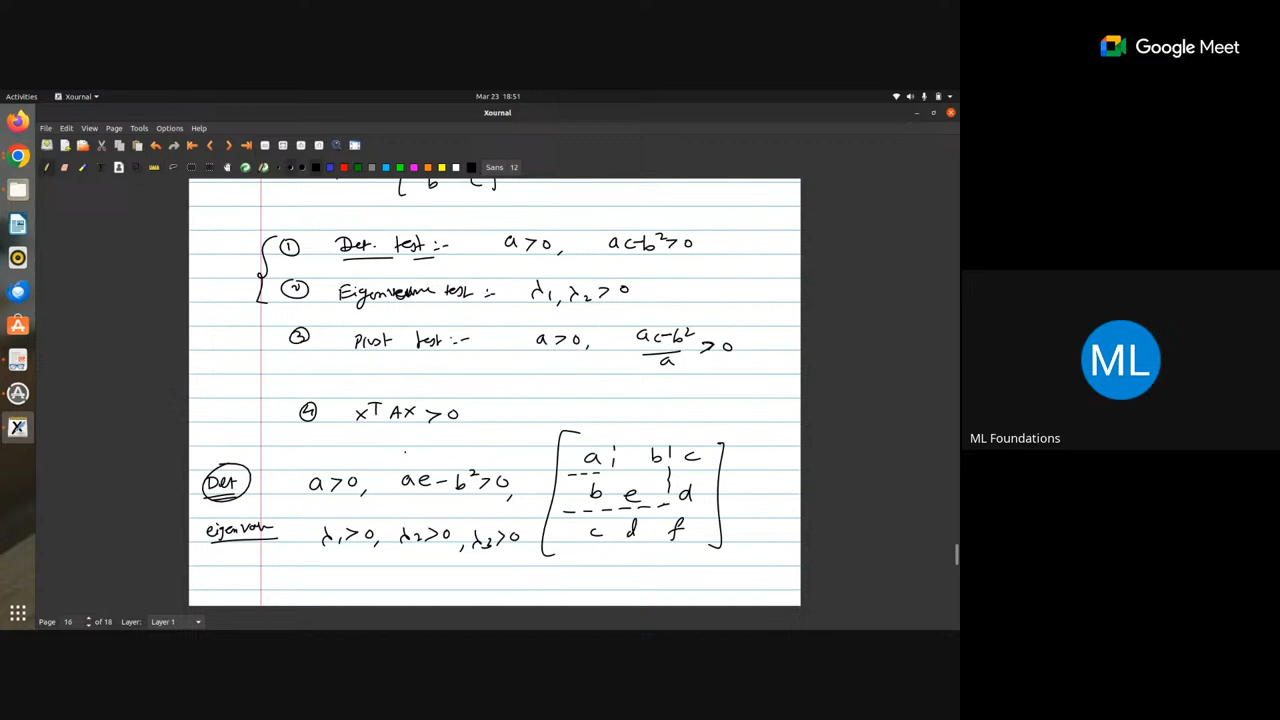 Google Meet
Activities Xournal Mar 23 18:51
Xournal
File Edit View Page Tools Options Help
Sans 12
[ b c ]
① Det. test :- a > 0, ac-b² > 0
② Eigenvalue test :- λ₁, λ₂ > 0
③ Pivot test :- a > 0, ac-b²/a > 0
④ xᵀAx > 0
Det a > 0, ae - b² > 0,
eigenvalue λ₁ > 0, λ₂ > 0, λ₃ > 0
a b c
b e d
c d f
Page 16 of 18 Layer: Layer 1
ML
ML Foundations